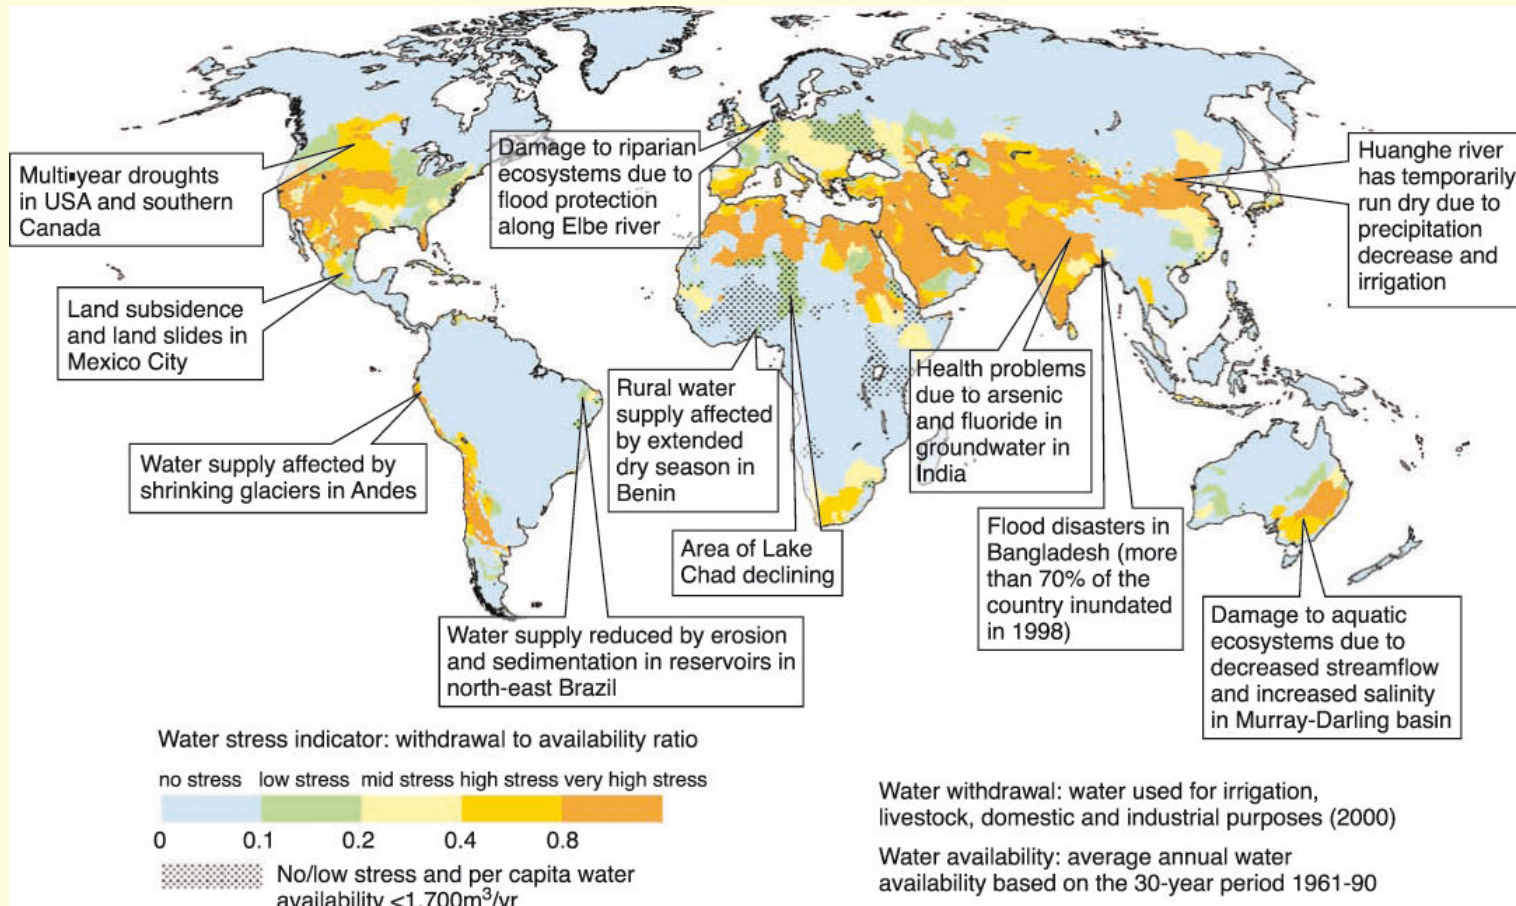 Multi-year droughts
in USA and southern
Canada
Land subsidence
and land slides in
Mexico City
Water supply affected by
shrinking glaciers in Andes
Damage to riparian
ecosystems due to
flood protection
along Elbe river
Rural water
supply affected
by extended
dry season in
Benin
Area of Lake
Chad declining
Water supply reduced by erosion
and sedimentation in reservoirs in
north-east Brazil
Health problems
due to arsenic
and fluoride in
groundwater in
India
Flood disasters in
Bangladesh (more
than 70% of the
country inundated
in 1998)
Huanghe river
has temporarily
run dry due to
precipitation
decrease and
irrigation
Damage to aquatic
ecosystems due to
decreased streamflow
and increased salinity
in Murray-Darling basin
Water stress indicator: withdrawal to availability ratio
no stress low stress mid stress high stress very high stress
0 0.1 0.2 0.4 0.8
No/low stress and per capita water
availability <1,700m³/yr
Water withdrawal: water used for irrigation,
livestock, domestic and industrial purposes (2000)
Water availability: average annual water
availability based on the 30-year period 1961-90